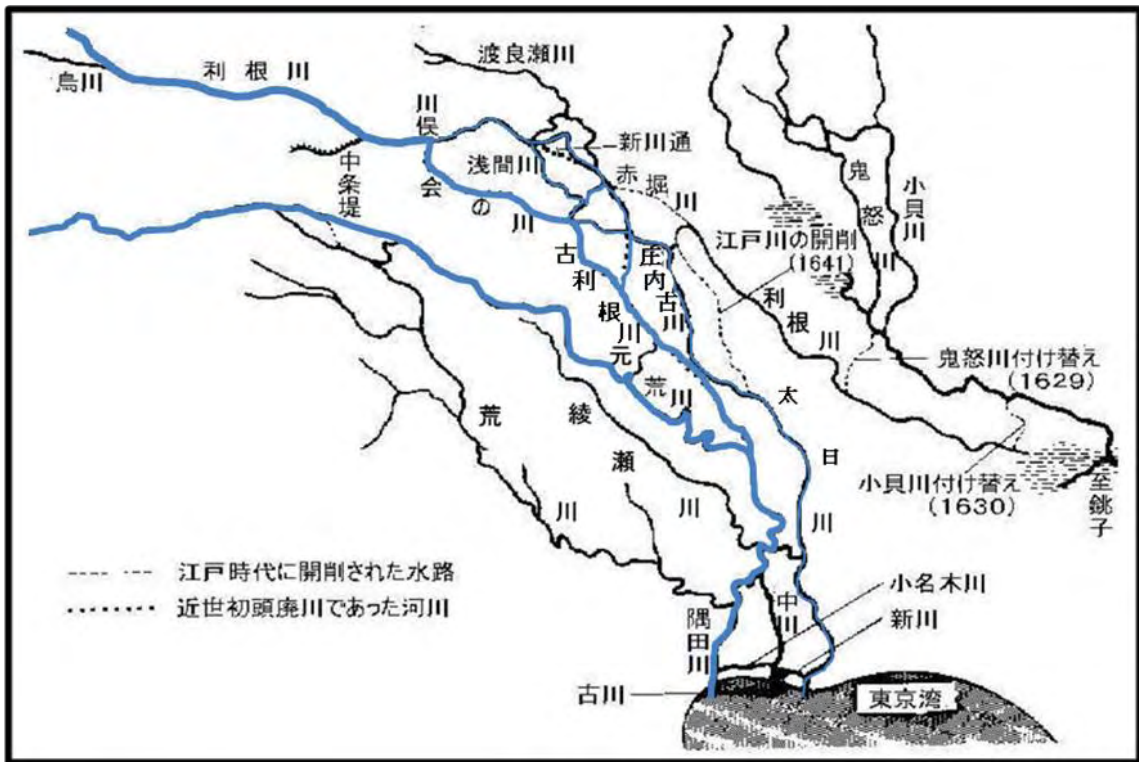 渡良瀬川
利根川
烏川
川俣
新川通
浅間川
中条堤
会の川
赤堀川
鬼怒川
小貝川
江戸川の開削
(1641)
古利根川
庄内古川
利根川
元荒川
鬼怒川付け替え
(1629)
太日川
荒川
綾瀬川
小貝川付け替え
(1630)
至銚子
江戸時代に開削された水路
近世初頭廃川であった河川
小名木川
中川
隅田川
新川
古川
東京湾